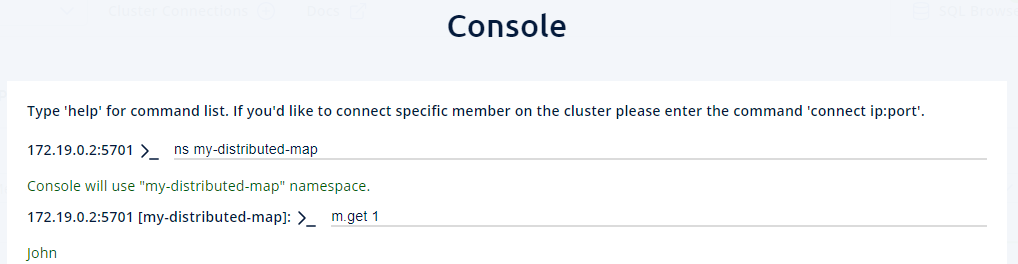 Cluster Connections Docs SQL Browser
Console
Type 'help' for command list. If you'd like to connect specific member on the cluster please enter the command 'connect ip:port'.
172.19.0.2:5701 >_ ns my-distributed-map
Console will use "my-distributed-map" namespace.
172.19.0.2:5701 [my-distributed-map]: >_ m.get 1
John